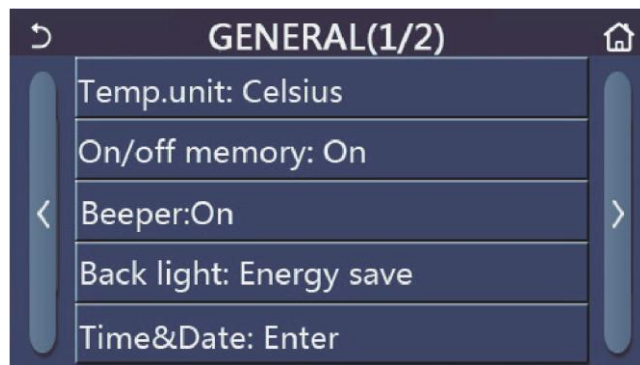 GENERAL(1/2)
Temp.unit: Celsius
On/off memory: On
Beeper:On
Back light: Energy save
Time&Date: Enter